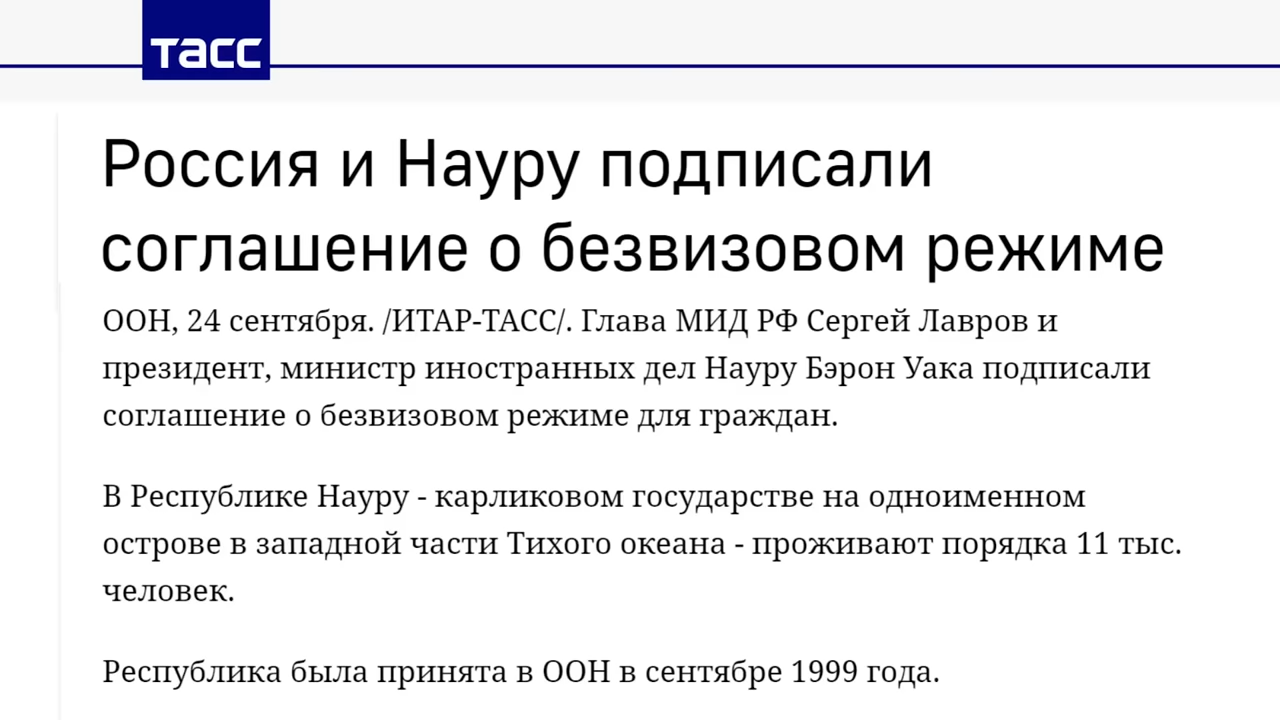 тасс
Россия и Науру подписали
соглашение о безвизовом режиме
ООН, 24 сентября. /ИТАР-ТАСС/. Глава МИД РФ Сергей Лавров и
президент, министр иностранных дел Науру Бэрон Уака подписали
соглашение о безвизовом режиме для граждан.
В Республике Науру - карликовом государстве на одноименном
острове в западной части Тихого океана - проживают порядка 11 тыс.
человек.
Республика была принята в ООН в сентябре 1999 года.